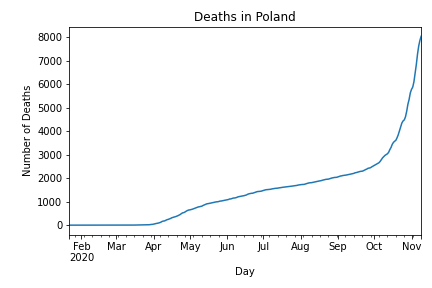 Deaths in Poland
Number of Deaths
8000
7000
6000
5000
4000
3000
2000
1000
0
Feb Mar Apr May Jun Jul Aug Sep Oct Nov
2020
Day